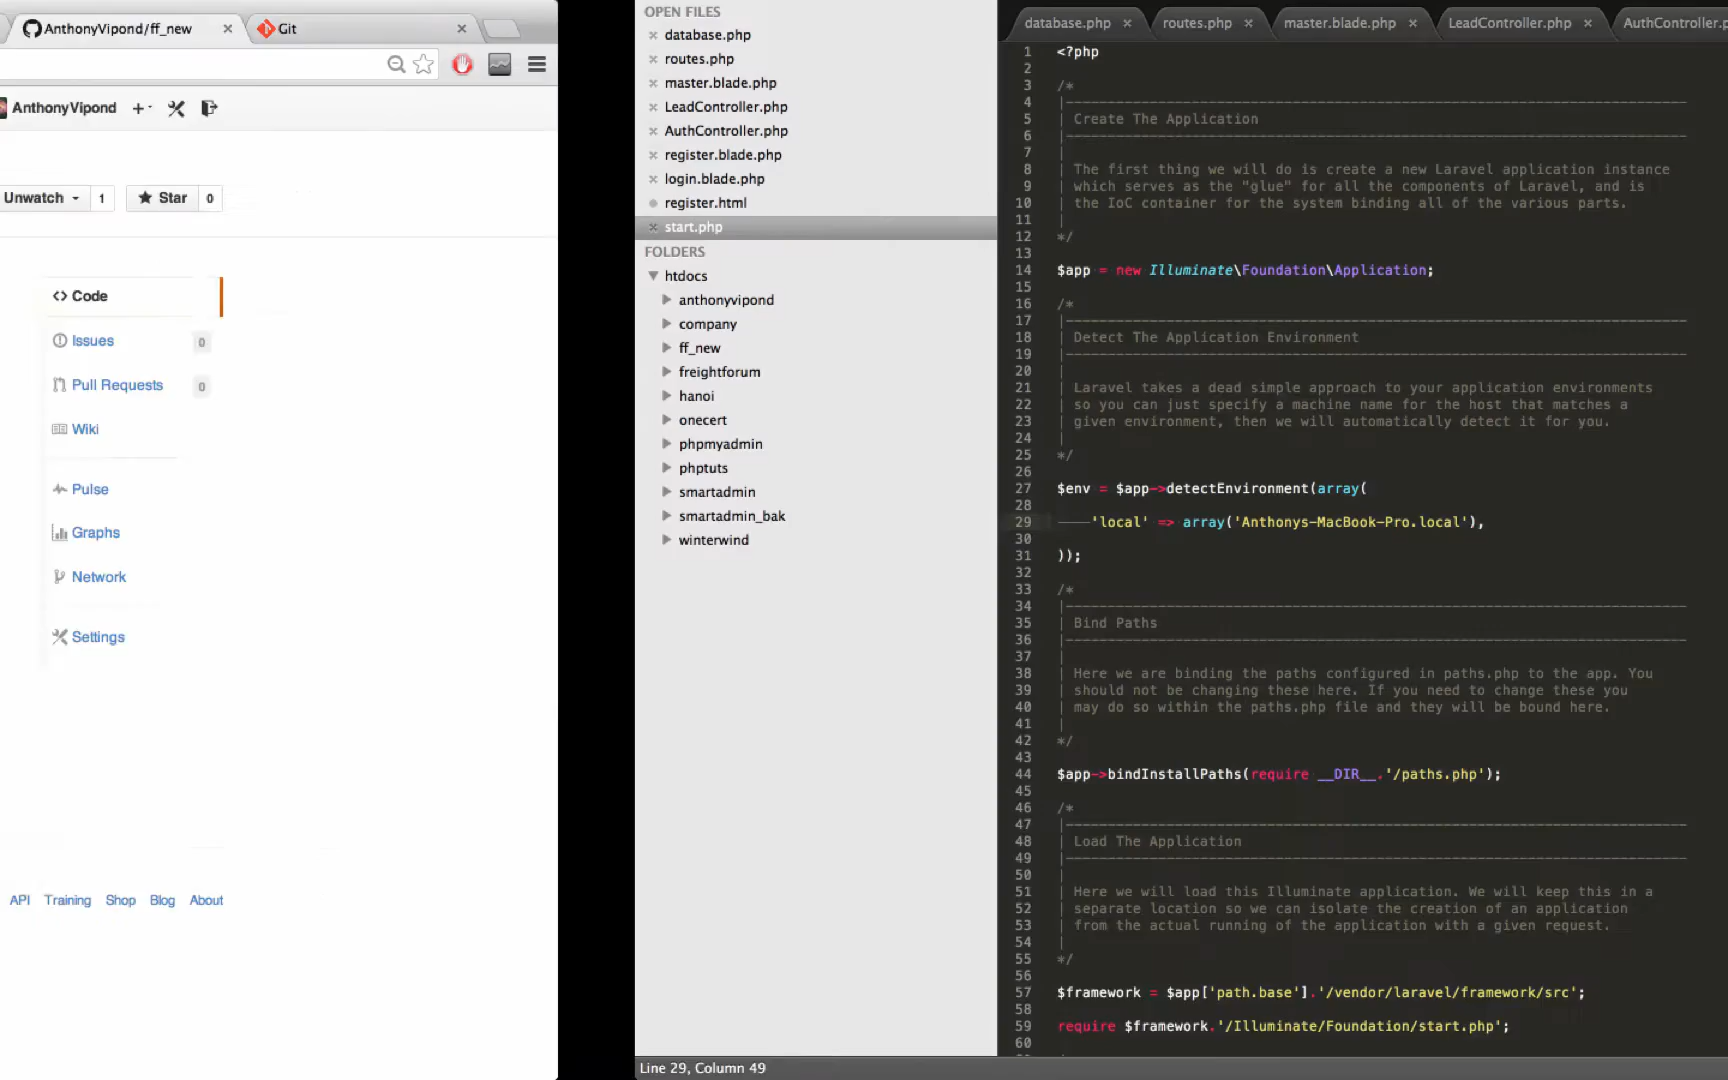 AnthonyVipond/ff_new
Git
AnthonyVipond
Unwatch
1
Star
0
Code
Issues
0
Pull Requests
0
Wiki
Pulse
Graphs
Network
Settings
API Training Shop Blog About
OPEN FILES
database.php
routes.php
master.blade.php
LeadController.php
AuthController.php
register.blade.php
login.blade.php
register.html
start.php
FOLDERS
htdocs
anthonyvipond
company
ff_new
freightforum
hanoi
onecert
phpmyadmin
phptuts
smartadmin
smartadmin_bak
winterwind
database.php
routes.php
master.blade.php
LeadController.php
AuthController.p
1 <?php
2
3 /*
4 |--------------------------------------------------------------------------
5 | Create The Application
6 |--------------------------------------------------------------------------
7 |
8 | The first thing we will do is create a new Laravel application instance
9 | which serves as the "glue" for all the components of Laravel, and is
10 | the IoC container for the system binding all of the various parts.
11 |
12 */
13
14 $app = new Illuminate\Foundation\Application;
15
16 /*
17 |--------------------------------------------------------------------------
18 | Detect The Application Environment
19 |--------------------------------------------------------------------------
20 |
21 | Laravel takes a dead simple approach to your application environments
22 | so you can just specify a machine name for the host that matches a
23 | given environment, then we will automatically detect it for you.
24 |
25 */
26
27 $env = $app->detectEnvironment(array(
28
29 'local' => array('Anthonys-MacBook-Pro.local'),
30
31 ));
32
33 /*
34 |--------------------------------------------------------------------------
35 | Bind Paths
36 |--------------------------------------------------------------------------
37 |
38 | Here we are binding the paths configured in paths.php to the app. You
39 | should not be changing these here. If you need to change these you
40 | may do so within the paths.php file and they will be bound here.
41 |
42 */
43
44 $app->bindInstallPaths(require __DIR__.'/paths.php');
45
46 /*
47 |--------------------------------------------------------------------------
48 | Load The Application
49 |--------------------------------------------------------------------------
50 |
51 | Here we will load this Illuminate application. We will keep this in a
52 | separate location so we can isolate the creation of an application
53 | from the actual running of the application with a given request.
54 |
55 */
56
57 $framework = $app['path.base'].'/vendor/laravel/framework/src';
58
59 require $framework.'/Illuminate/Foundation/start.php';
60
Line 29, Column 49